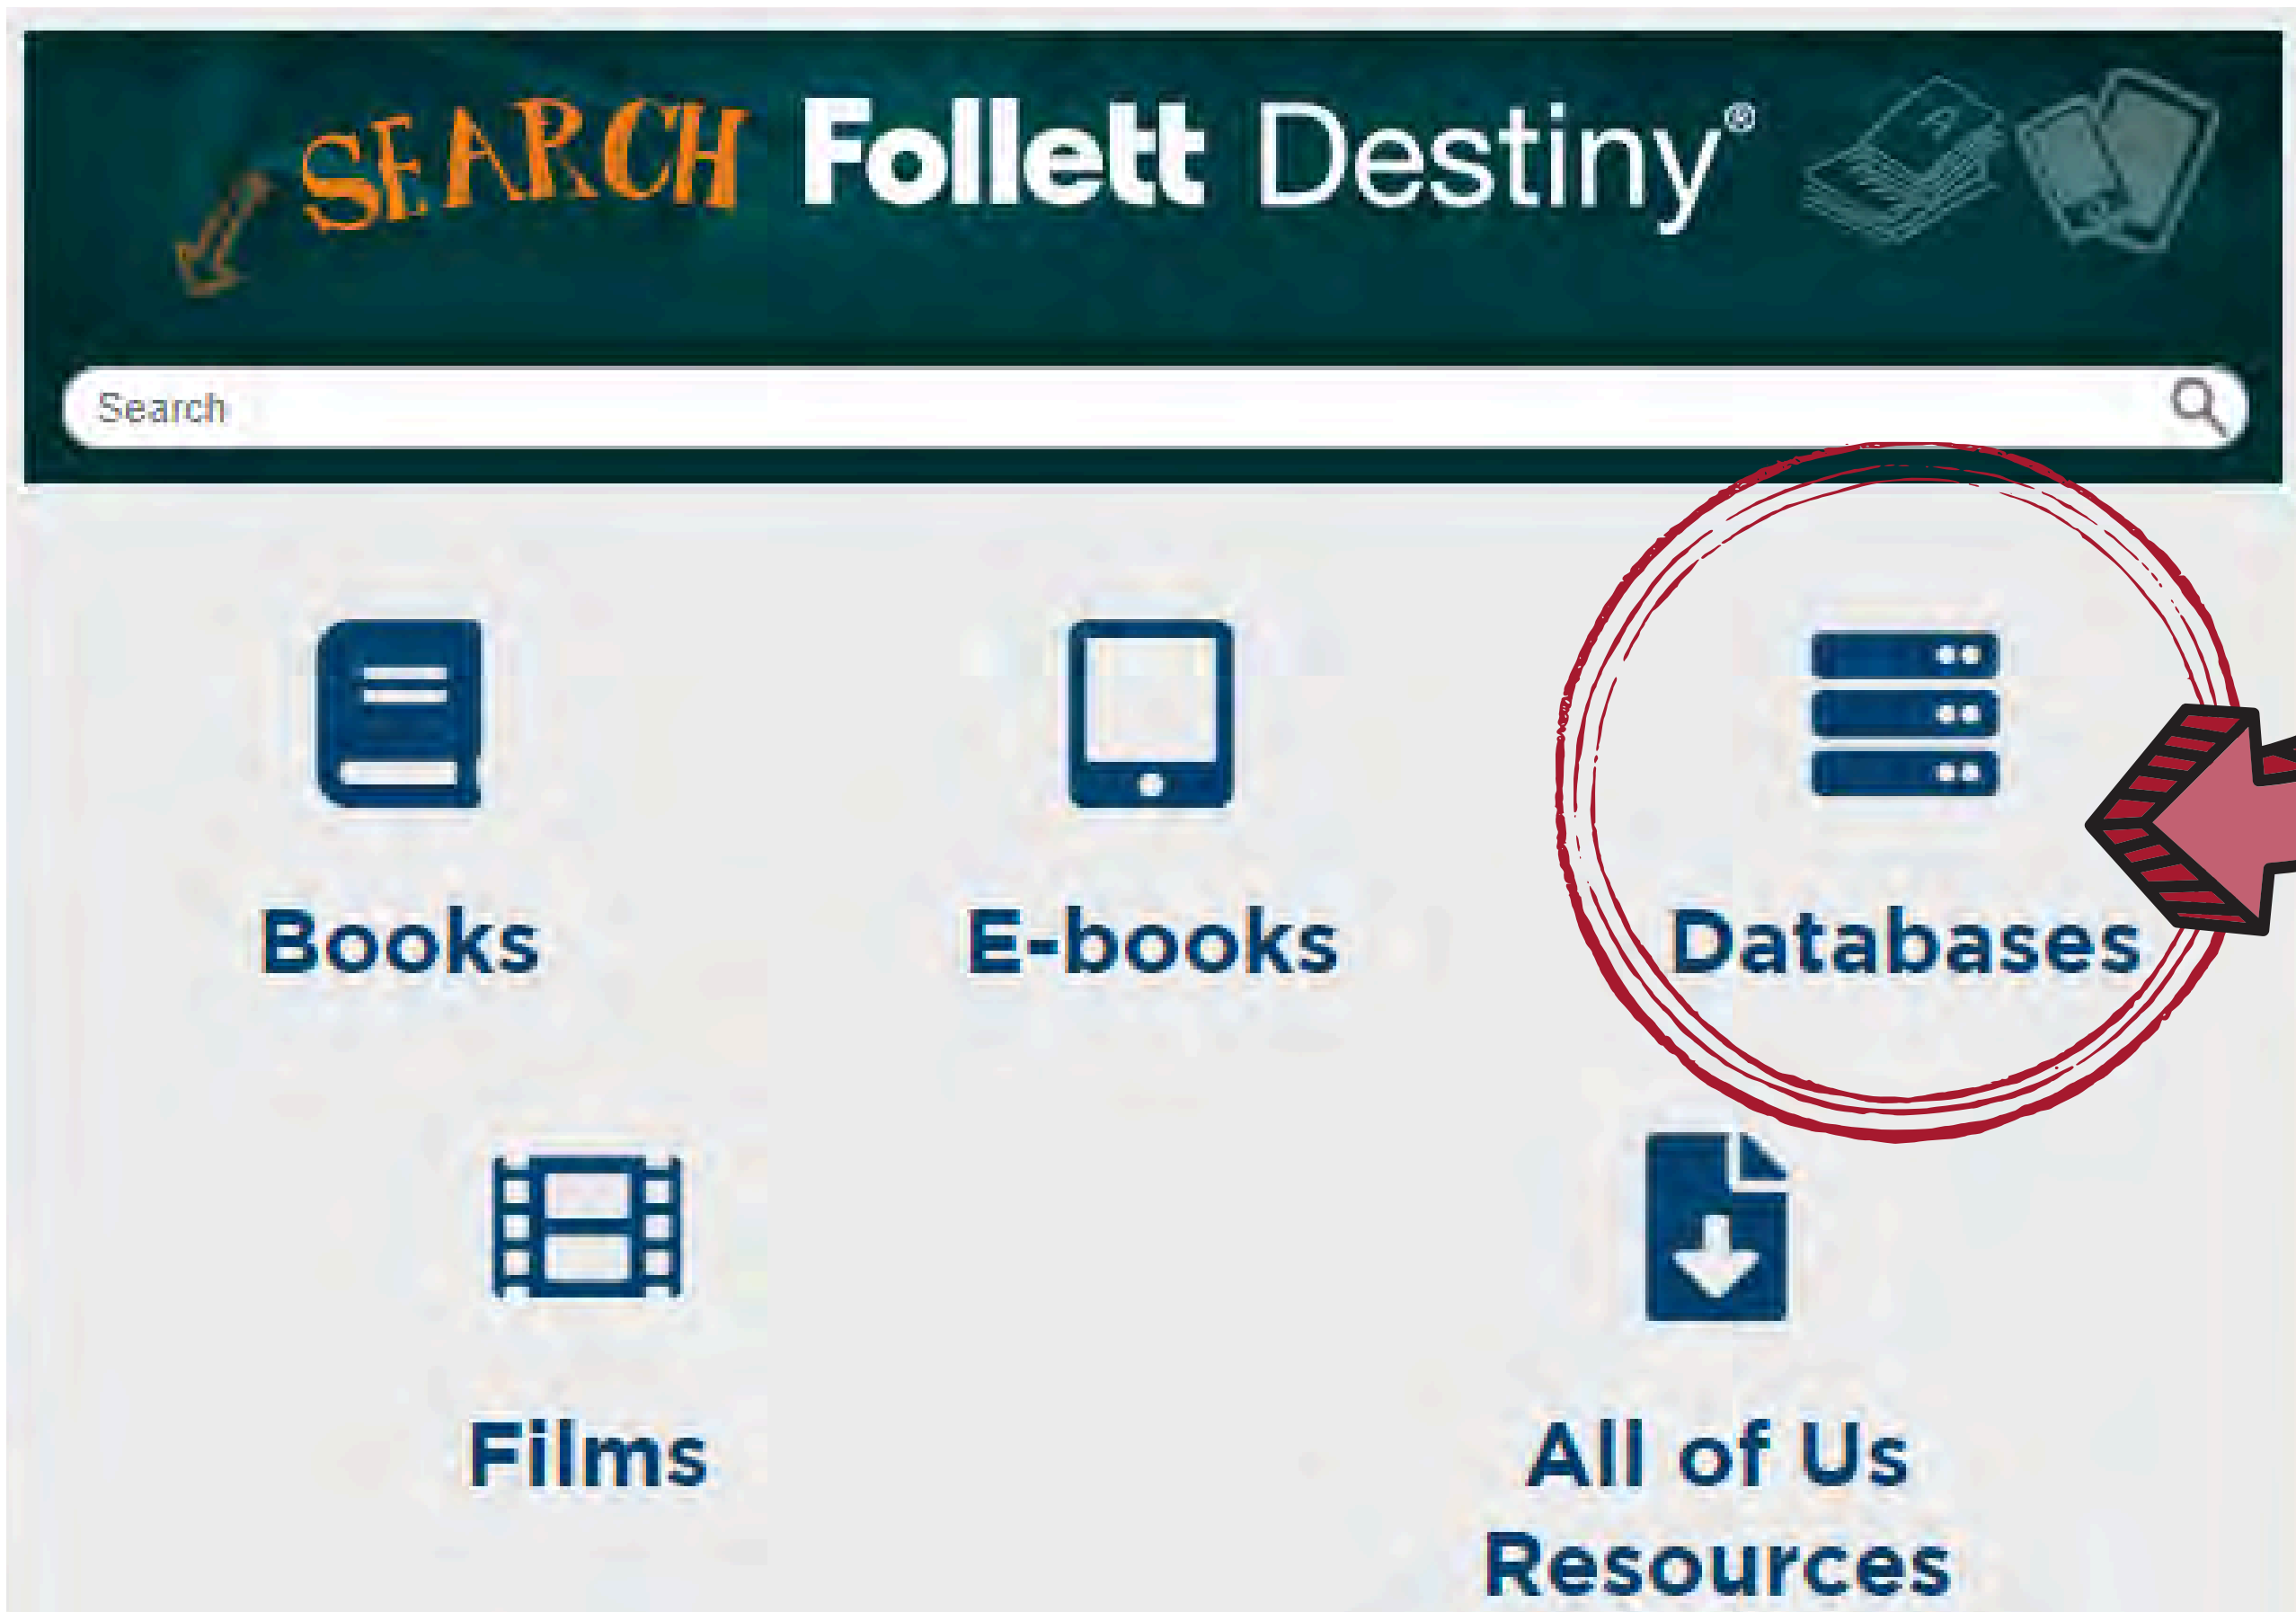 SEARCH Follett Destiny®
Search
Books E-books Databases
Films All of Us
Resources